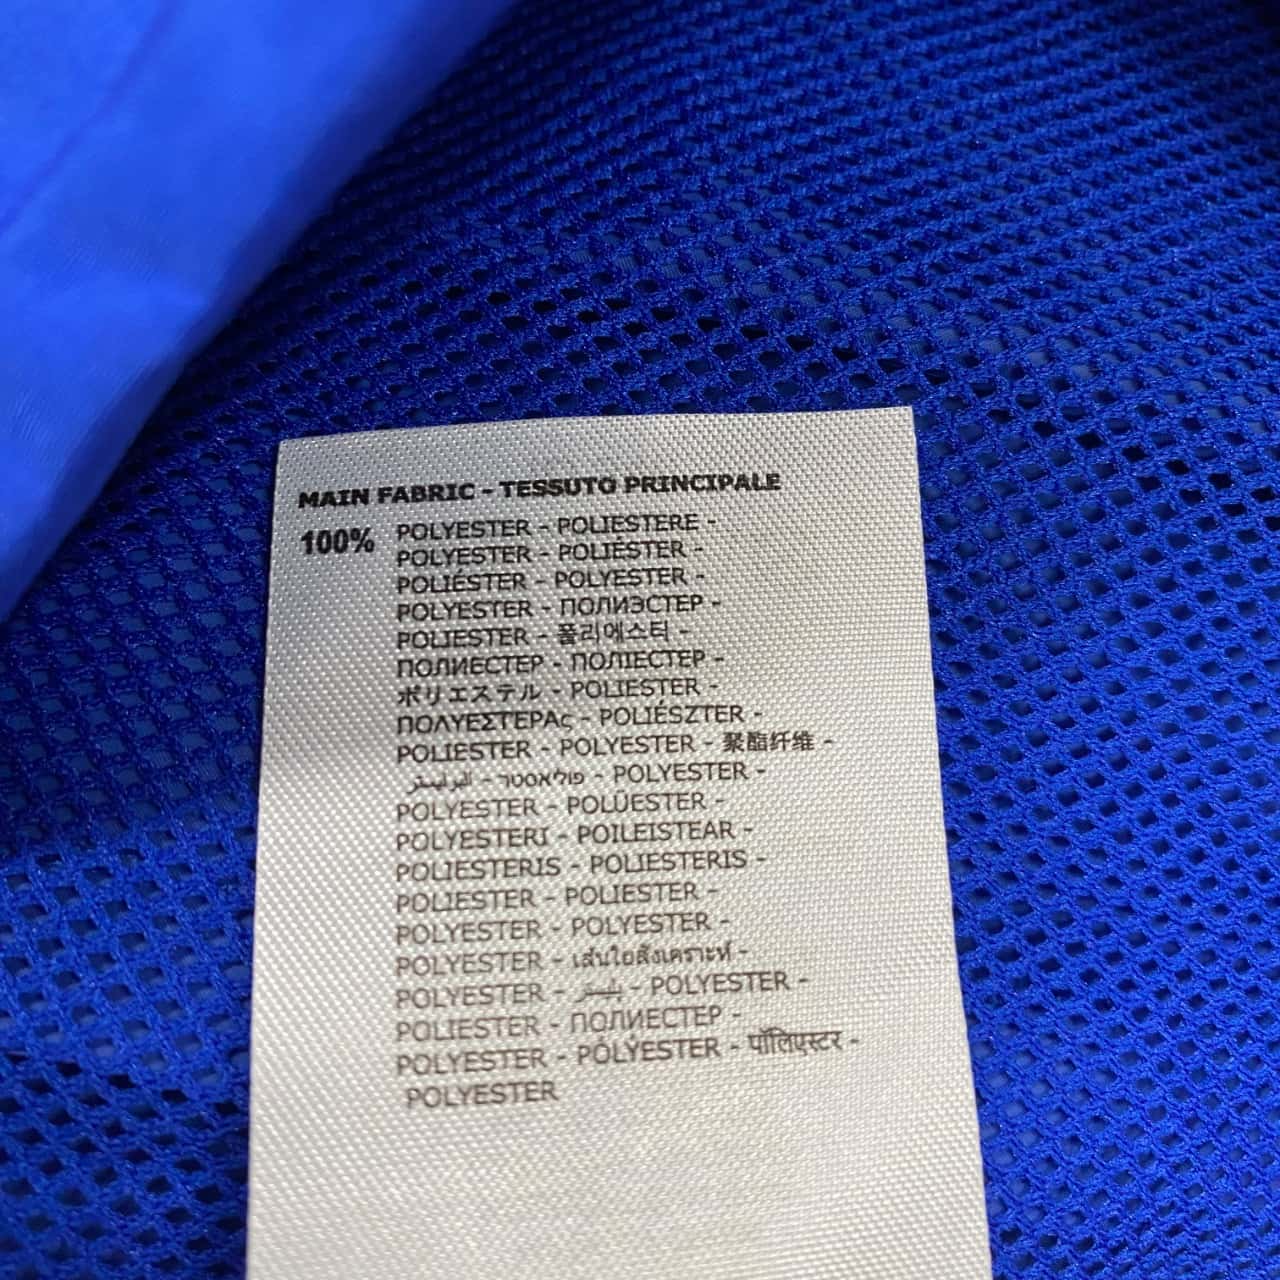 MAIN FABRIC - TESSUTO PRINCIPALE
100% POLYESTER - POLIESTERE -
POLYESTER - POLIÉSTER -
POLIÉSTER - POLYESTER -
POLYESTER - ПОЛИЭСТЕР -
POLIESTER - 폴리에스터 -
ПОЛИЕСТЕР - ПОЛІЕСТЕР -
ポリエステル - POLIESTER -
ΠΟΛΥΕΣΤΕΡΑς - POLIÉSZTER -
POLIESTER - POLYESTER - 聚酯纤维 -
البوليستر - פוליאסטר - POLYESTER -
POLYESTER - POLÜESTER -
POLYESTERI - POILEISTEAR -
POLIESTERIS - POLIESTERIS -
POLIESTER - POLIESTER -
POLYESTER - POLYESTER -
POLYESTER - เส้นใยสังเคราะห์ -
POLYESTER - پلیستر - POLYESTER -
POLIESTER - ПОЛИЕСТЕР -
POLYESTER - PÓLÝESTER - पॉलिएस्टर -
POLYESTER